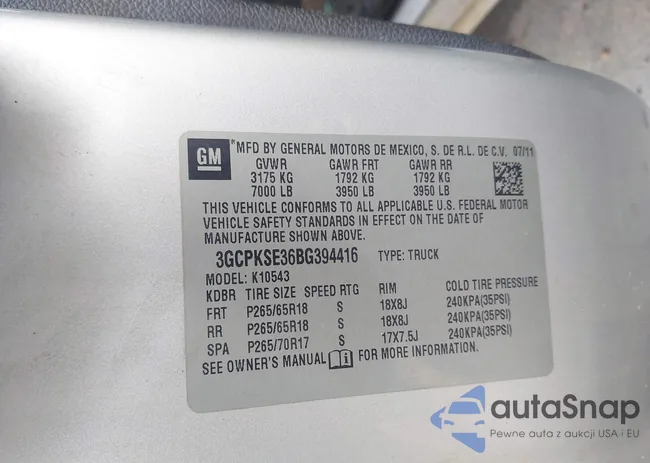 GM *MFD BY GENERAL MOTORS DE MEXICO, S. DE R.L. DE C.V. 07/11
GVWR GAWR FRT GAWR RR
3175 KG 1792 KG 1792 KG
7000 LB 3950 LB 3950 LB
THIS VEHICLE CONFORMS TO ALL APPLICABLE U.S. FEDERAL MOTOR
VEHICLE SAFETY STANDARDS IN EFFECT ON THE DATE OF
MANUFACTURE SHOWN ABOVE.
3GCPKSE36BG394416 TYPE: TRUCK
MODEL: K10543
KDBR TIRE SIZE SPEED RTG RIM COLD TIRE PRESSURE
FRT P265/65R18 S 18X8J 240KPA(35PSI)
RR P265/65R18 S 18X8J 240KPA(35PSI)
SPA P265/70R17 S 17X7.5J 240KPA(35PSI)
SEE OWNER'S MANUAL FOR MORE INFORMATION.
autoSnap
Pewne auta z aukcji USA i EU